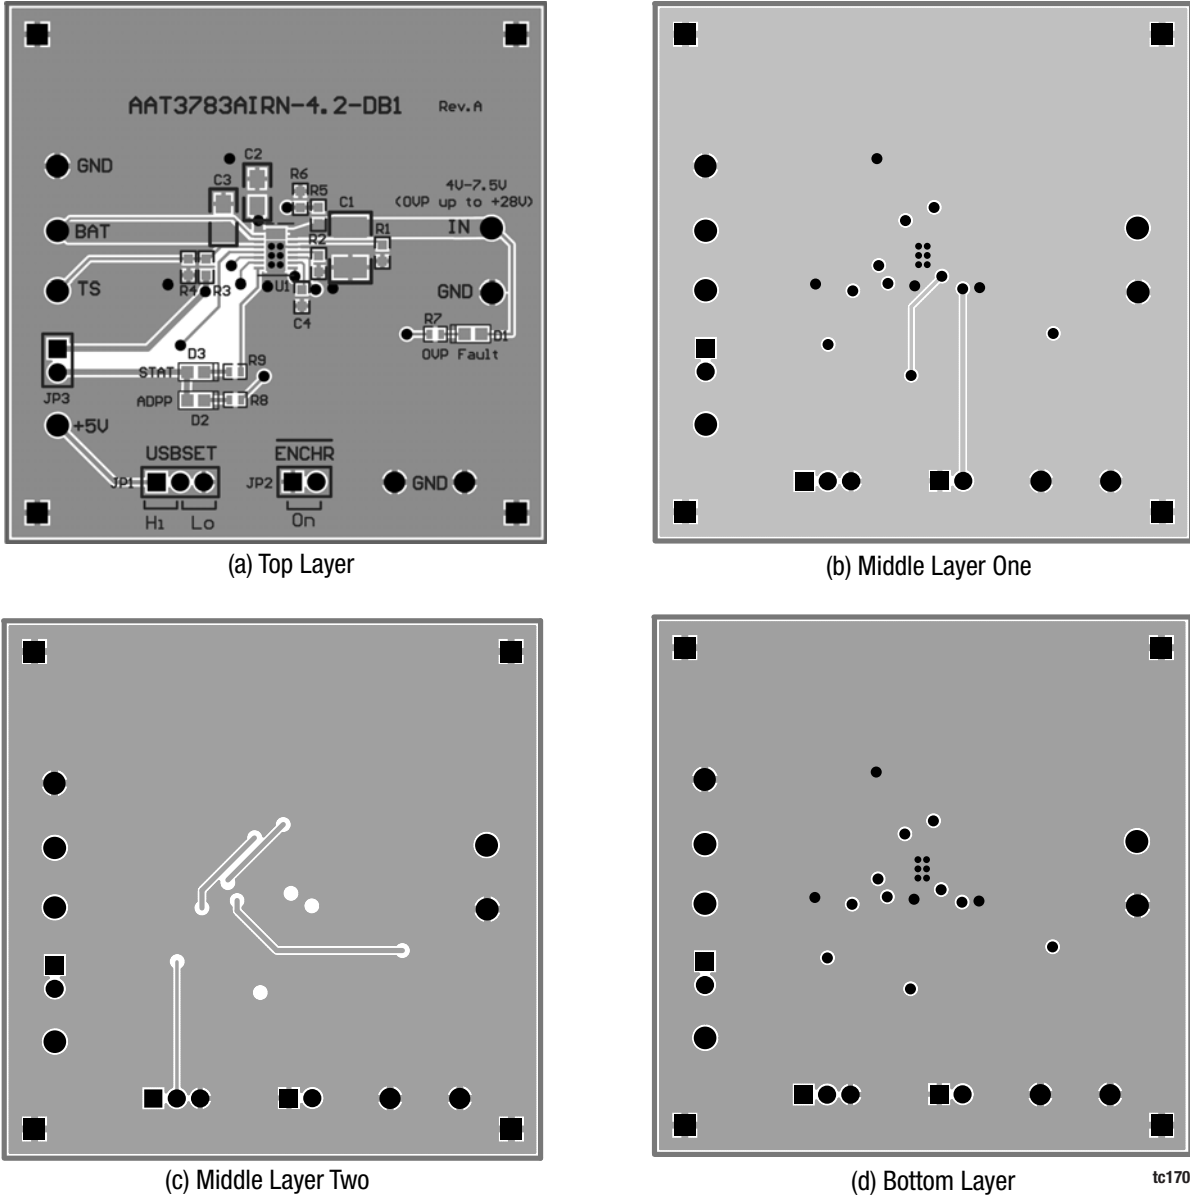 AAT3783AIRN-4.2-DB1 Rev.A
GND
C2
C3
R6
R5
C1
4V-7.5V
(OVP up to +28V)
BAT
IN
R1
R2
TS
R4
R3
U1
GND
C4
R7
D1
OVP Fault
D3
STAT
R9
JP3
ADPP
R8
D2
+5V
USBSET
ENCHR
JP1
JP2
GND
Hi
Lo
On
(a) Top Layer
(b) Middle Layer One
(c) Middle Layer Two
(d) Bottom Layer
tc170